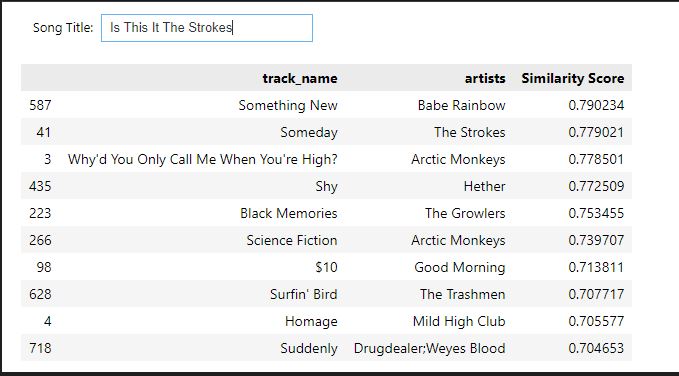 Song Title: Is This It The Strokes
track_name artists Similarity Score
587 Something New Babe Rainbow 0.790234
41 Someday The Strokes 0.779021
3 Why'd You Only Call Me When You're High? Arctic Monkeys 0.778501
435 Shy Hether 0.772509
223 Black Memories The Growlers 0.753455
266 Science Fiction Arctic Monkeys 0.739707
98 $10 Good Morning 0.713811
628 Surfin' Bird The Trashmen 0.707717
4 Homage Mild High Club 0.705577
718 Suddenly Drugdealer;Weyes Blood 0.704653